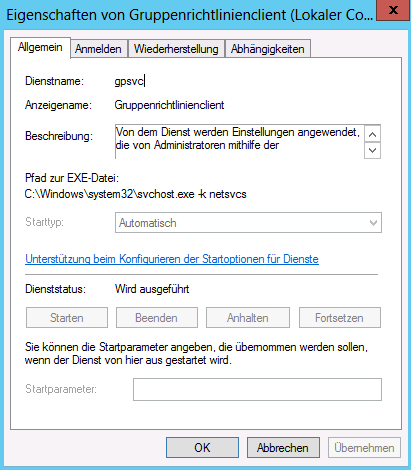 Eigenschaften von Gruppenrichtlinienclient (Lokaler Co...
Allgemein Anmelden Wiederherstellung Abhängigkeiten
Dienstname: gpsvc
Anzeigename: Gruppenrichtlinienclient
Beschreibung: Von dem Dienst werden Einstellungen angewendet,
die von Administratoren mithilfe der
Pfad zur EXE-Datei:
C:\Windows\system32\svchost.exe -k netsvcs
Starttyp: Automatisch
Unterstützung beim Konfigurieren der Startoptionen für Dienste
Dienststatus: Wird ausgeführt
Starten Beenden Anhalten Fortsetzen
Sie können die Startparameter angeben, die übernommen werden sollen,
wenn der Dienst von hier aus gestartet wird.
Startparameter:
OK Abbrechen Übernehmen